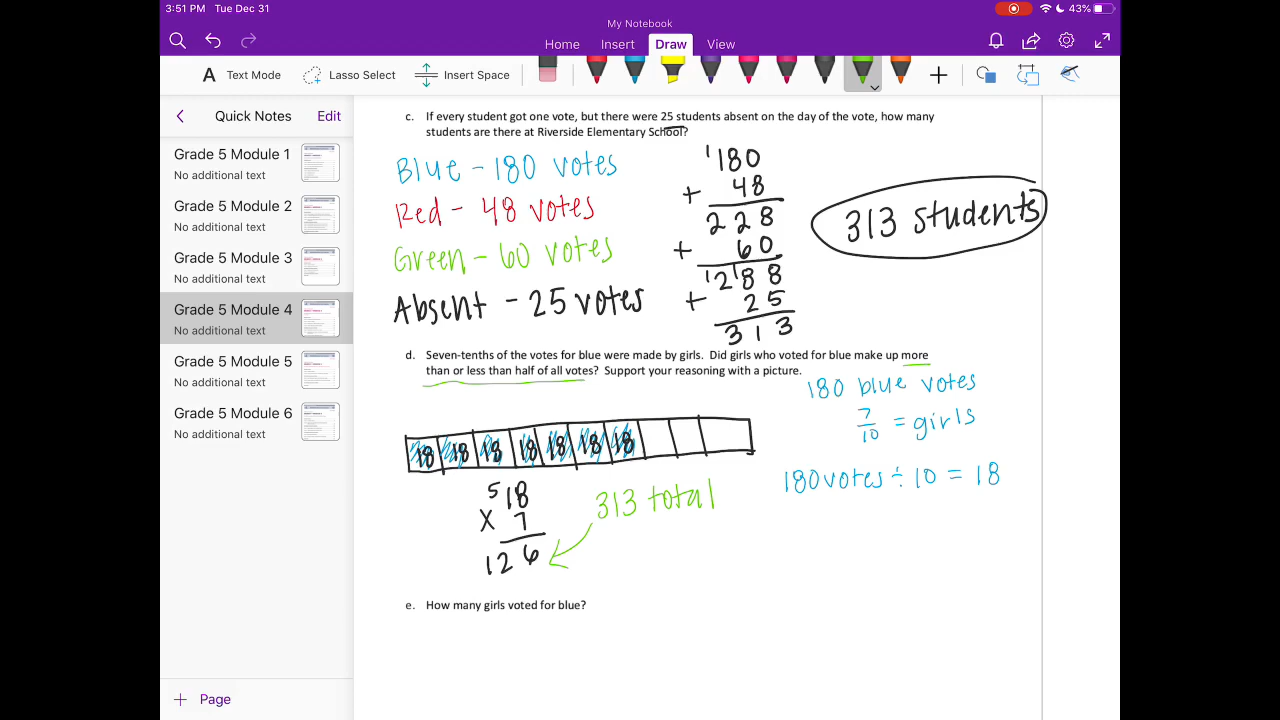 3:51 PM Tue Dec 31
43%
My Notebook
Home Insert Draw View
A Text Mode Lasso Select Insert Space
Quick Notes Edit
Grade 5 Module 1
No additional text
Grade 5 Module 2
No additional text
Grade 5 Module 3
No additional text
Grade 5 Module 4
No additional text
Grade 5 Module 5
No additional text
Grade 5 Module 6
No additional text
+ Page
c. If every student got one vote, but there were 25 students absent on the day of the vote, how many
students are there at Riverside Elementary School?
Blue - 180 votes
Red - 48 votes
Green - 60 votes
Absent - 25 votes
1 180
+ 48
228
+ 60
1 2 1 8 8
+ 25
313
313 students
d. Seven-tenths of the votes for blue were made by girls. Did girls who voted for blue make up more
than or less than half of all votes? Support your reasoning with a picture.
180 blue votes
7/10 = girls
180 votes ÷ 10 = 18
18 18 18 18 18 18 18
5 18
x 7
126
313 total
e. How many girls voted for blue?